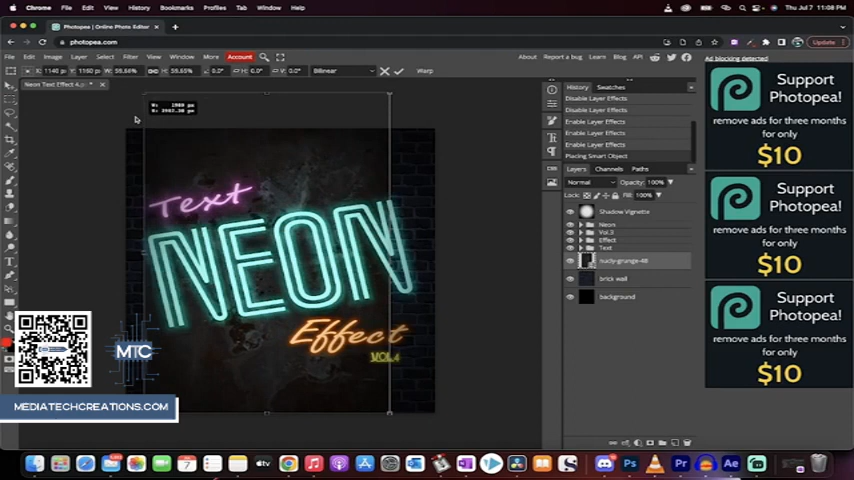 Chrome File Edit View History Bookmarks Profiles Tab Window Help Thu Jul 7 11:08 PM
Photopea | Online Photo Editor
photopea.com Update
File Edit Image Layer Select Filter View Window More Account About Report a bug Learn Blog API
Bilinear Warp
Neon Text Effect 4.p
History Swatches
Disable Layer Effects
Disable Layer Effects
Enable Layer Effects
Enable Layer Effects
Enable Layer Effects
Placing Smart Object
Layers Channels Paths
Normal Opacity: 100%
Lock: Fill: 100%
Shadow Vignette
Neon
Vol.3
Effect
Text
brick wall
background
Text
NEON
Effect
VOL.4
MTC
MEDIATECHCREATIONS.COM
Ad blocking detected
Support
Photopea!
remove ads for three months
for only
$10
Support
Photopea!
remove ads for three months
for only
$10
Support
Photopea!
remove ads for three months
for only
$10